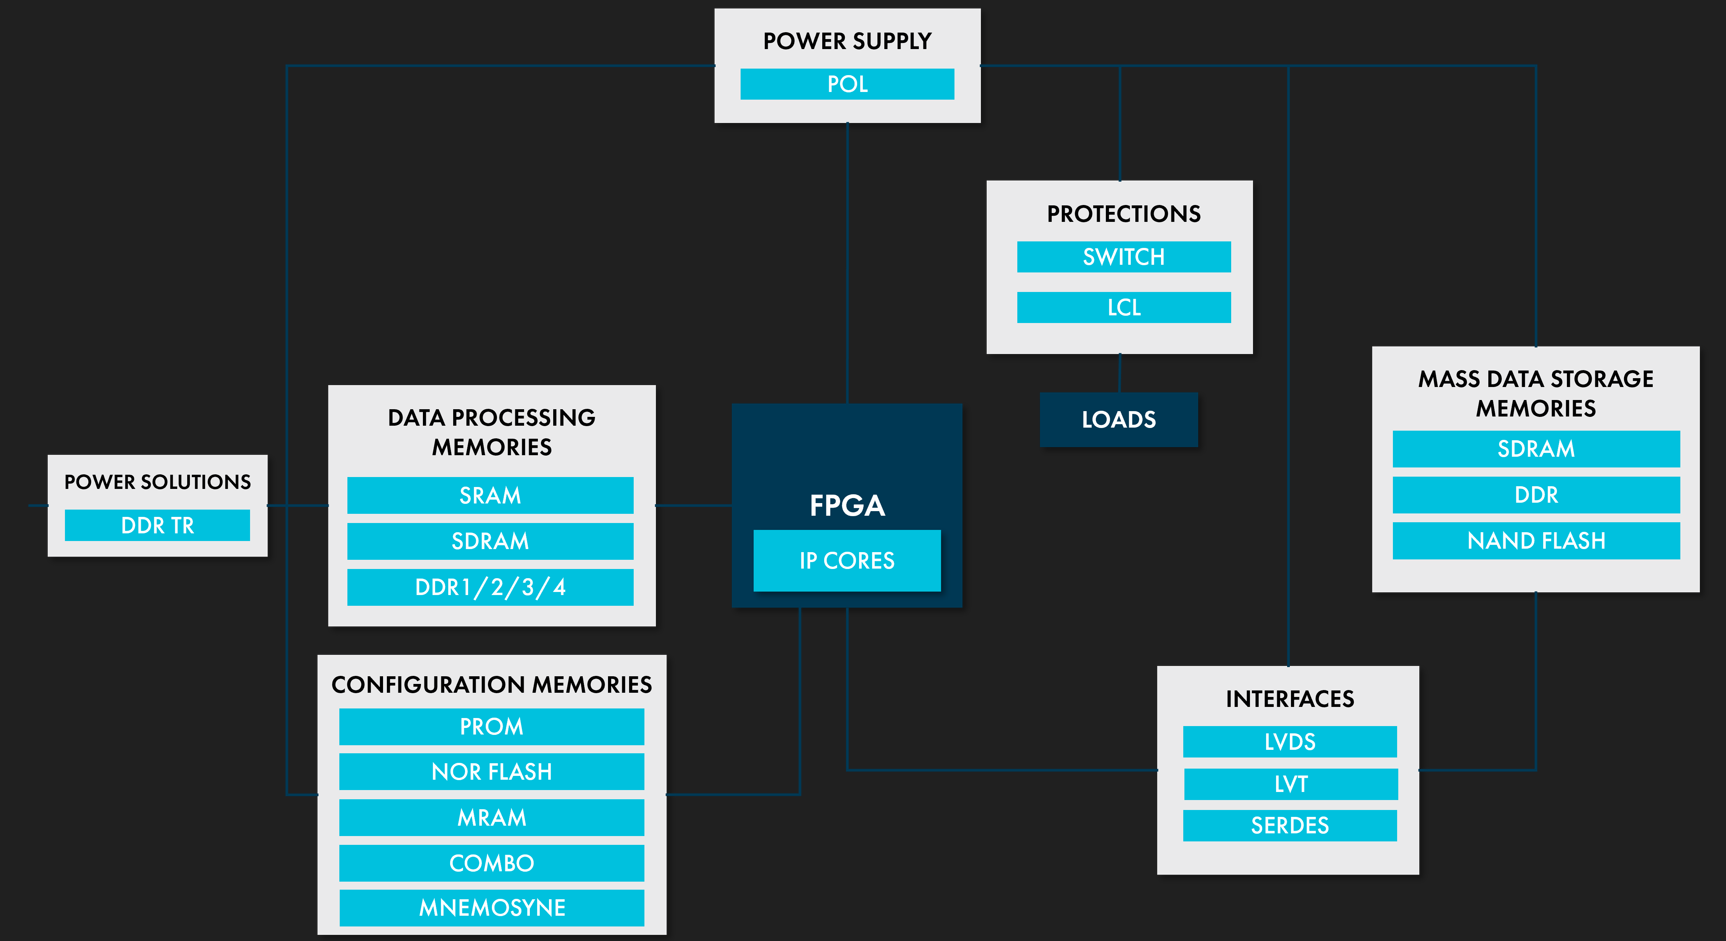 POWER SUPPLY
POL
PROTECTIONS
SWITCH
LCL
LOADS
MASS DATA STORAGE
MEMORIES
SDRAM
DDR
NAND FLASH
DATA PROCESSING
MEMORIES
SRAM
SDRAM
DDR1/2/3/4
POWER SOLUTIONS
DDR TR
FPGA
IP CORES
CONFIGURATION MEMORIES
PROM
NOR FLASH
MRAM
COMBO
MNEMOSYNE
INTERFACES
LVDS
LVT
SERDES